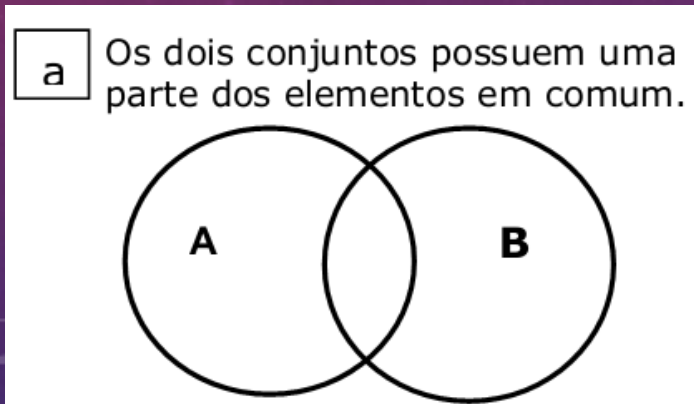 a
Os dois conjuntos possuem uma
parte dos elementos em comum.
A
B